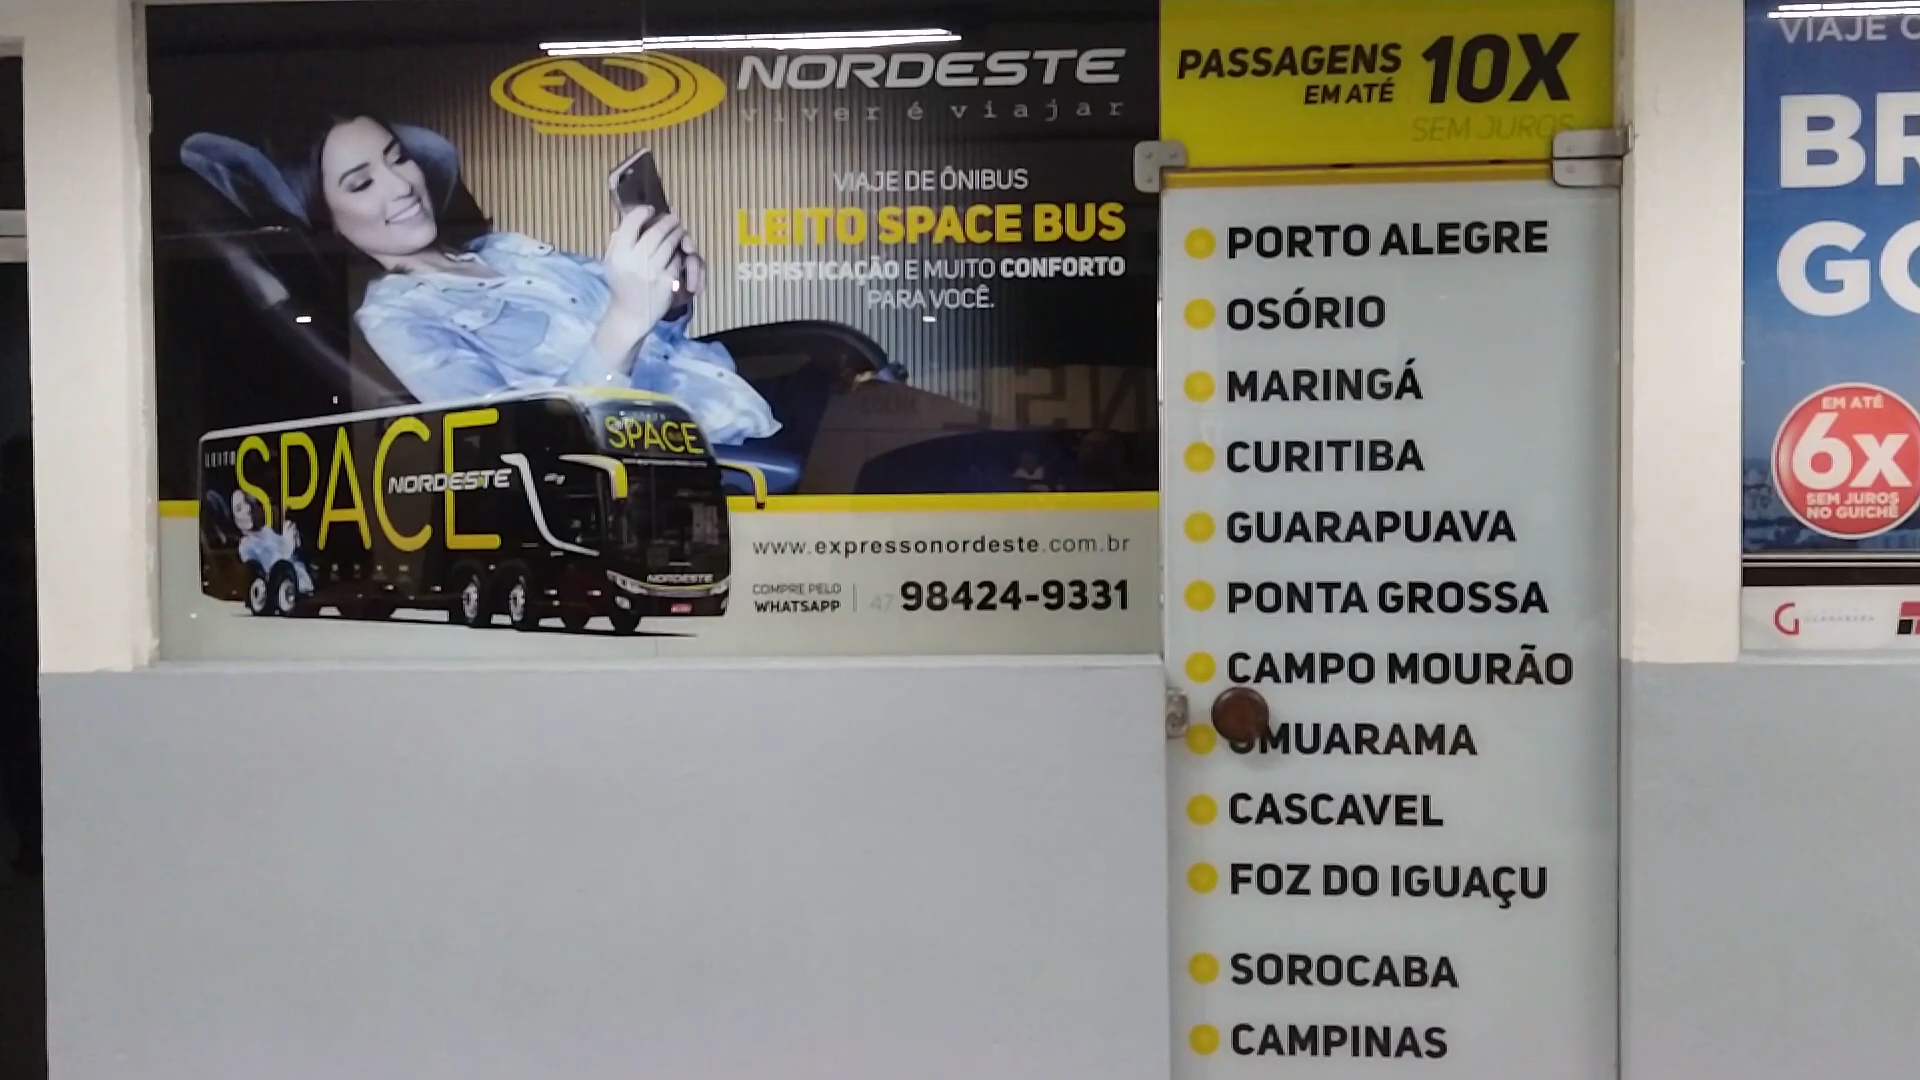 NORDESTE
viver é viajar
VIAJE DE ÔNIBUS
LEITO SPACE BUS
SOFISTICAÇÃO E MUITO CONFORTO
PARA VOCÊ.
LEITO
SPACE
NORDESTE
SPACE
NORDESTE
www.expressonordeste.com.br
COMPRE PELO
WHATSAPP
47 98424-9331
PASSAGENS
EM ATÉ
10X
SEM JUROS
PORTO ALEGRE
OSÓRIO
MARINGÁ
CURITIBA
GUARAPUAVA
PONTA GROSSA
CAMPO MOURÃO
UMUARAMA
CASCAVEL
FOZ DO IGUAÇU
SOROCABA
CAMPINAS
VIAJE C
BR
GO
EM ATÉ
6x
SEM JUROS
NO GUICHÊ